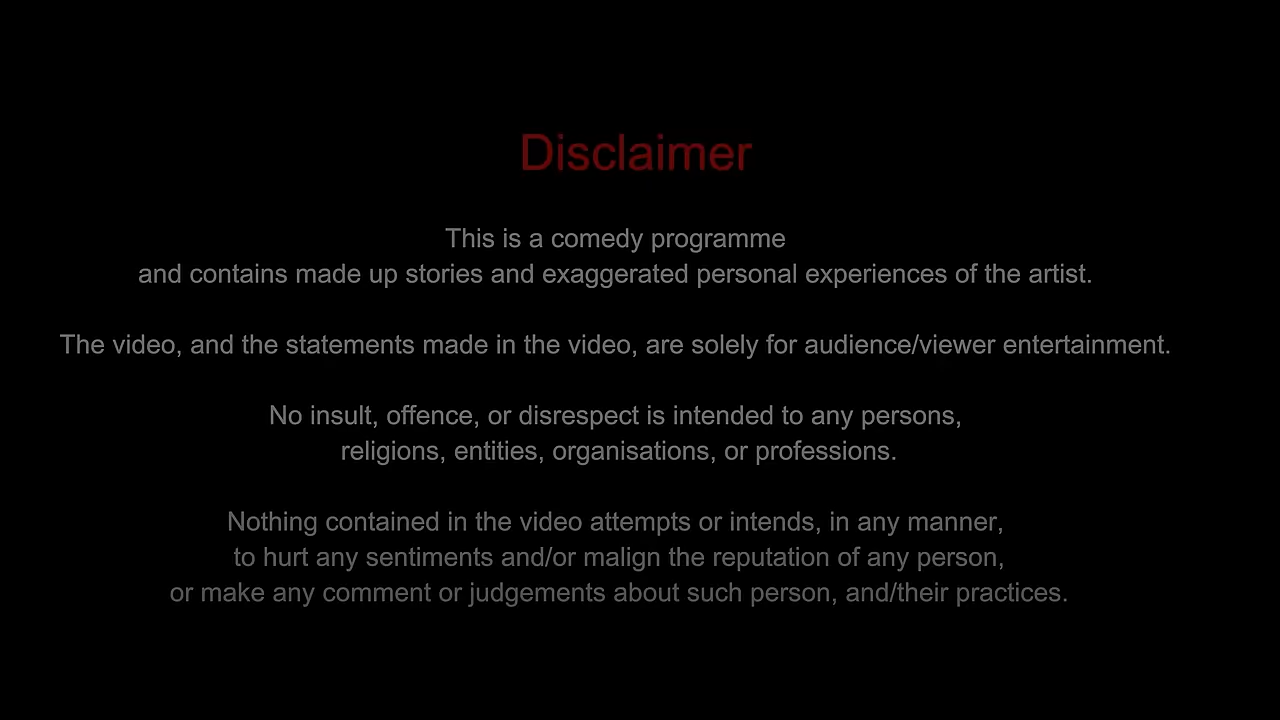 Disclaimer
This is a comedy programme
and contains made up stories and exaggerated personal experiences of the artist.
The video, and the statements made in the video, are solely for audience/viewer entertainment.
No insult, offence, or disrespect is intended to any persons,
religions, entities, organisations, or professions.
Nothing contained in the video attempts or intends, in any manner,
to hurt any sentiments and/or malign the reputation of any person,
or make any comment or judgements about such person, and/their practices.